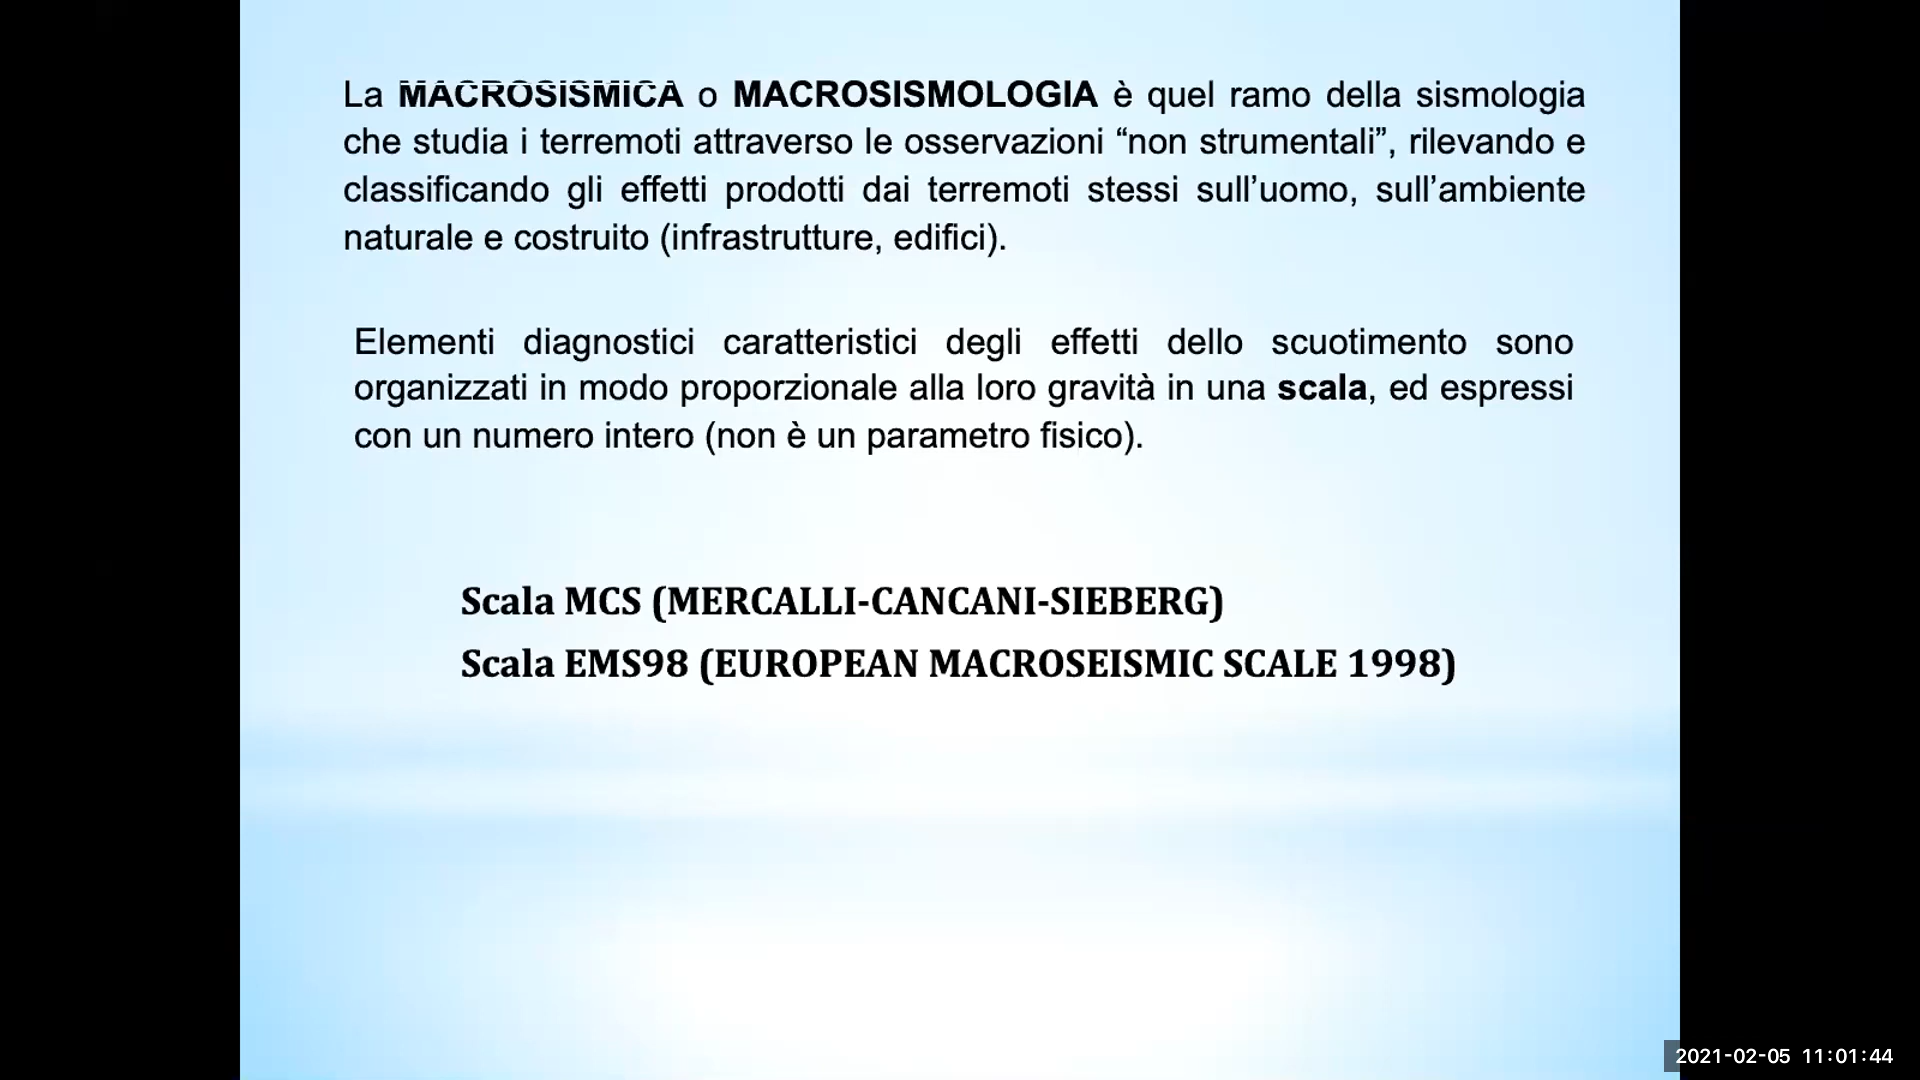 La MACROSISMICA o MACROSISMOLOGIA è quel ramo della sismologia
che studia i terremoti attraverso le osservazioni “non strumentali”, rilevando e
classificando gli effetti prodotti dai terremoti stessi sull’uomo, sull’ambiente
naturale e costruito (infrastrutture, edifici).
Elementi diagnostici caratteristici degli effetti dello scuotimento sono
organizzati in modo proporzionale alla loro gravità in una scala, ed espressi
con un numero intero (non è un parametro fisico).
Scala MCS (MERCALLI-CANCANI-SIEBERG)
Scala EMS98 (EUROPEAN MACROSEISMIC SCALE 1998)
2021-02-05 11:01:44